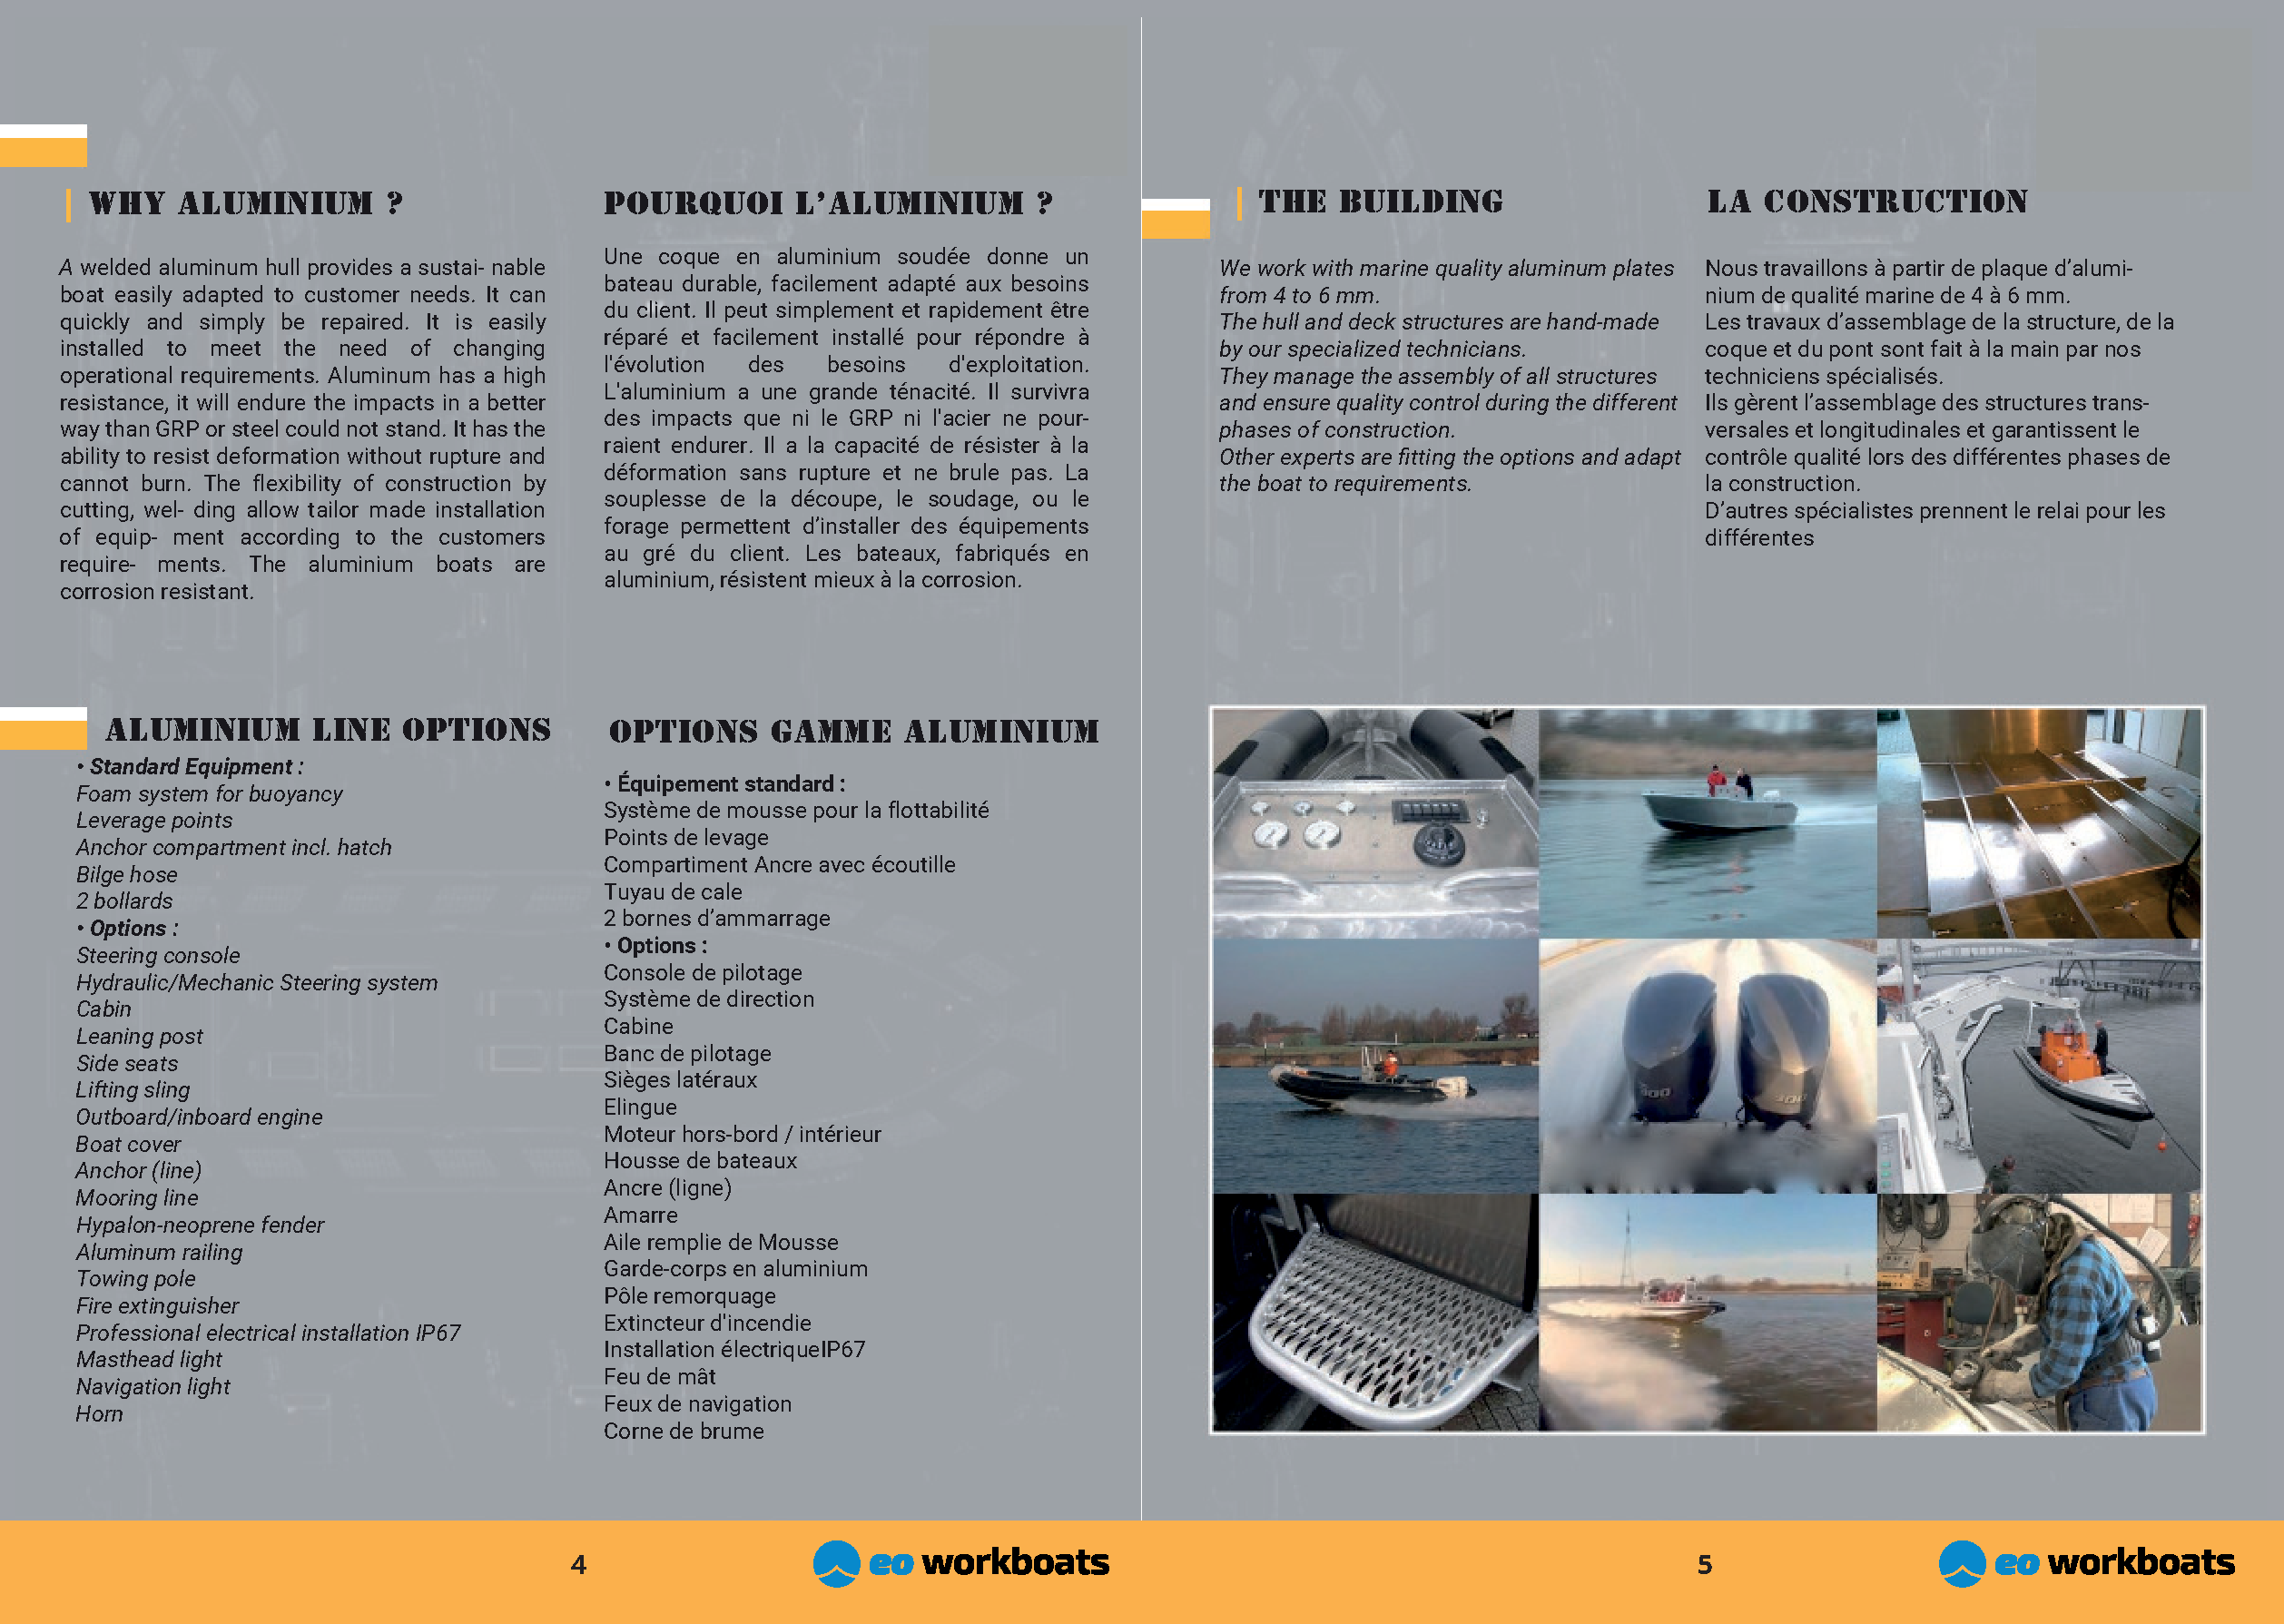 WHY ALUMINIUM ?
A welded aluminum hull provides a sustai- nable
boat easily adapted to customer needs. It can
quickly and simply be repaired. It is easily
installed to meet the need of changing
operational requirements. Aluminum has a high
resistance, it will endure the impacts in a better
way than GRP or steel could not stand. It has the
ability to resist deformation without rupture and
cannot burn. The flexibility of construction by
cutting, wel- ding allow tailor made installation
of equip- ment according to the customers
require- ments. The aluminium boats are
corrosion resistant.
POURQUOI L’ALUMINIUM ?
Une coque en aluminium soudée donne un
bateau durable, facilement adapté aux besoins
du client. Il peut simplement et rapidement être
réparé et facilement installé pour répondre à
l'évolution des besoins d'exploitation.
L'aluminium a une grande ténacité. Il survivra
des impacts que ni le GRP ni l'acier ne pour-
raient endurer. Il a la capacité de résister à la
déformation sans rupture et ne brule pas. La
souplesse de la découpe, le soudage, ou le
forage permettent d’installer des équipements
au gré du client. Les bateaux, fabriqués en
aluminium, résistent mieux à la corrosion.
ALUMINIUM LINE OPTIONS
• Standard Equipment :
Foam system for buoyancy
Leverage points
Anchor compartment incl. hatch
Bilge hose
2 bollards
• Options :
Steering console
Hydraulic/Mechanic Steering system
Cabin
Leaning post
Side seats
Lifting sling
Outboard/inboard engine
Boat cover
Anchor (line)
Mooring line
Hypalon-neoprene fender
Aluminum railing
Towing pole
Fire extinguisher
Professional electrical installation IP67
Masthead light
Navigation light
Horn
OPTIONS GAMME ALUMINIUM
• Équipement standard :
Système de mousse pour la flottabilité
Points de levage
Compartiment Ancre avec écoutille
Tuyau de cale
2 bornes d’ammarrage
• Options :
Console de pilotage
Système de direction
Cabine
Banc de pilotage
Sièges latéraux
Elingue
Moteur hors-bord / intérieur
Housse de bateaux
Ancre (ligne)
Amarre
Aile remplie de Mousse
Garde-corps en aluminium
Pôle remorquage
Extincteur d'incendie
Installation électriqueIP67
Feu de mât
Feux de navigation
Corne de brume
4
eo workboats
THE BUILDING
We work with marine quality aluminum plates
from 4 to 6 mm.
The hull and deck structures are hand-made
by our specialized technicians.
They manage the assembly of all structures
and ensure quality control during the different
phases of construction.
Other experts are fitting the options and adapt
the boat to requirements.
LA CONSTRUCTION
Nous travaillons à partir de plaque d’alumi-
nium de qualité marine de 4 à 6 mm.
Les travaux d’assemblage de la structure, de la
coque et du pont sont fait à la main par nos
techniciens spécialisés.
Ils gèrent l’assemblage des structures trans-
versales et longitudinales et garantissent le
contrôle qualité lors des différentes phases de
la construction.
D’autres spécialistes prennent le relai pour les
différentes
300
300
5
eo workboats